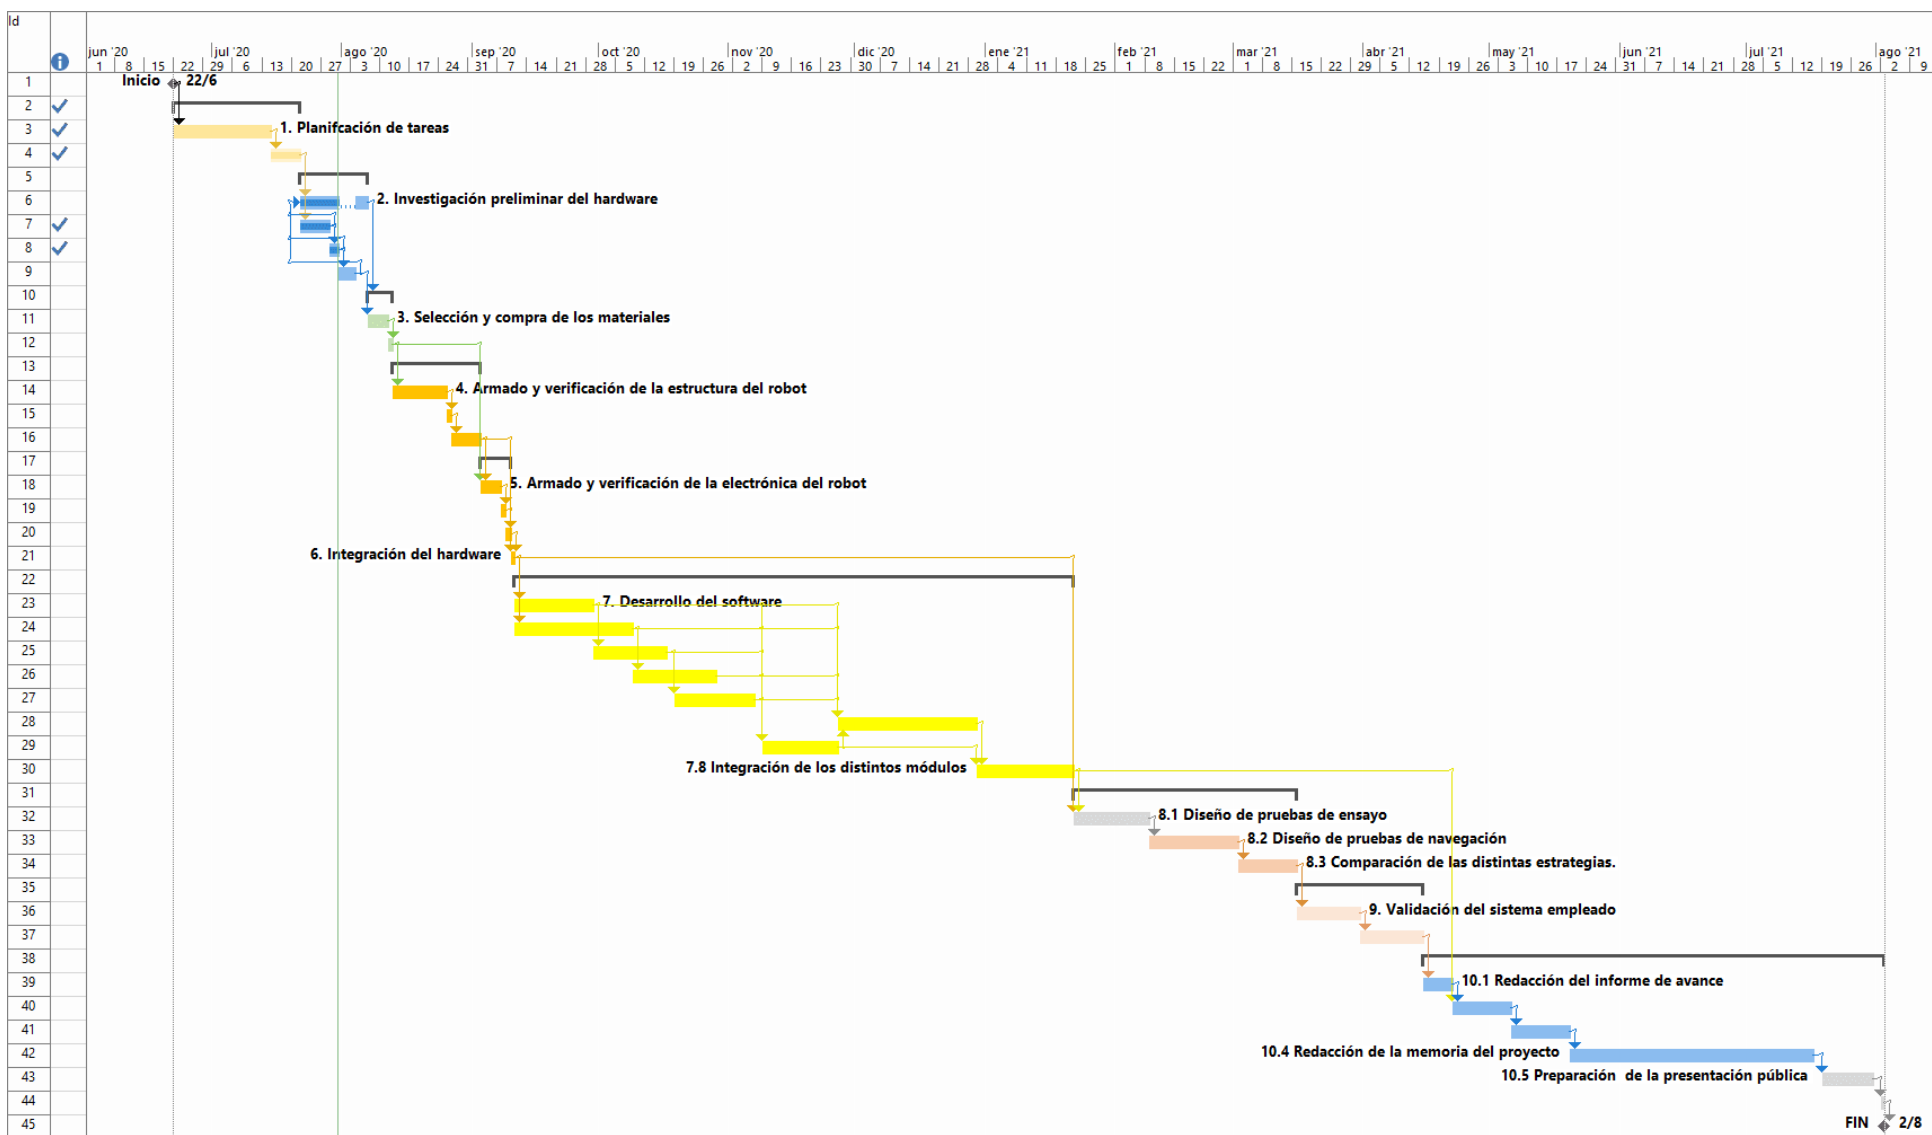 Id
jun '20 jul '20 ago '20 sep '20 oct '20 nov '20 dic '20 ene '21 feb '21 mar '21 abr '21 may '21 jun '21 jul '21 ago '21
1 8 15 22 29 6 13 20 27 3 10 17 24 31 7 14 21 28 5 12 19 26 2 9 16 23 30 7 14 21 28 4 11 18 25 1 8 15 22 1 8 15 22 29 5 12 19 26 3 10 17 24 31 7 14 21 28 5 12 19 26 2 9
1 Inicio 22/6
2
3 1. Planifcación de tareas
4
5
6 2. Investigación preliminar del hardware
7
8
9
10
11 3. Selección y compra de los materiales
12
13
14 4. Armado y verificación de la estructura del robot
15
16
17
18 5. Armado y verificación de la electrónica del robot
19
20
21 6. Integración del hardware
22
23 7. Desarrollo del software
24
25
26
27
28
29
30 7.8 Integración de los distintos módulos
31
32 8.1 Diseño de pruebas de ensayo
33 8.2 Diseño de pruebas de navegación
34 8.3 Comparación de las distintas estrategias.
35
36 9. Validación del sistema empleado
37
38
39 10.1 Redacción del informe de avance
40
41
42 10.4 Redacción de la memoria del proyecto
43 10.5 Preparación de la presentación pública
44
45 FIN 2/8